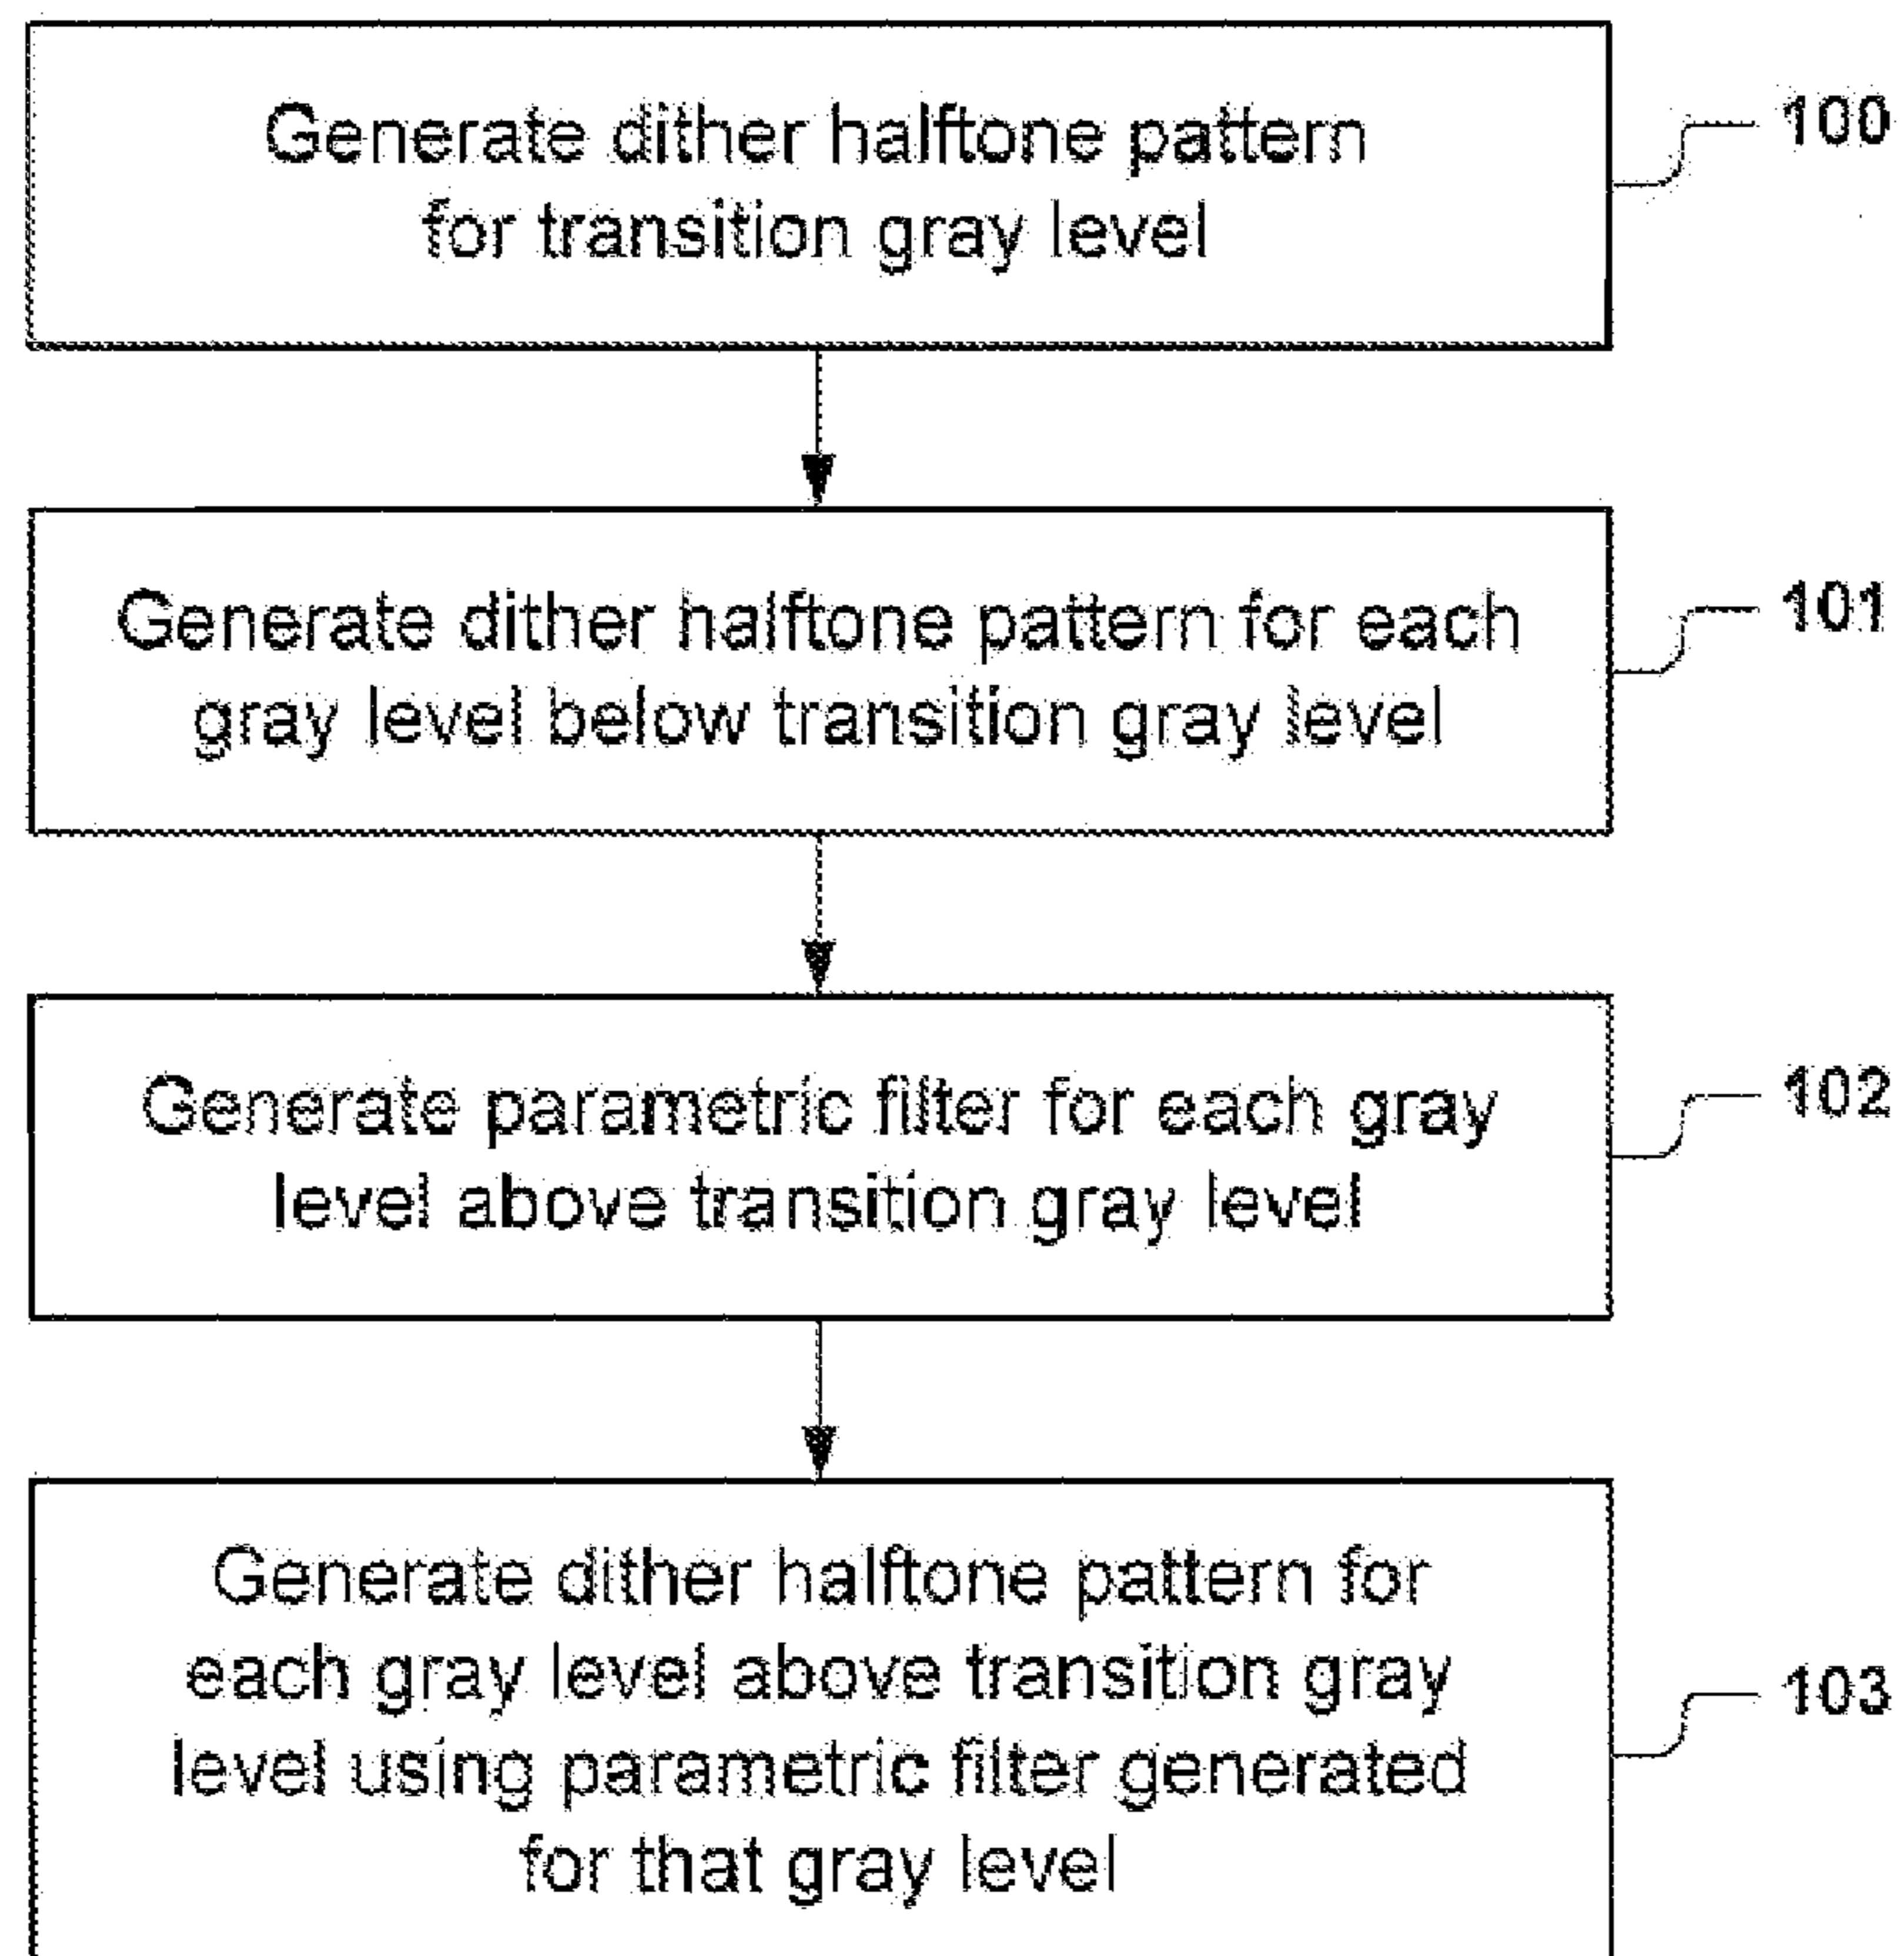 Generate dither halftone pattern
for transition gray level
100
Generate dither halftone pattern for each
gray level below transition gray level
101
Generate parametric filter for each gray
level above transition gray level
102
Generate dither halftone pattern for
each gray level above transition gray
level using parametric filter generated
for that gray level
103